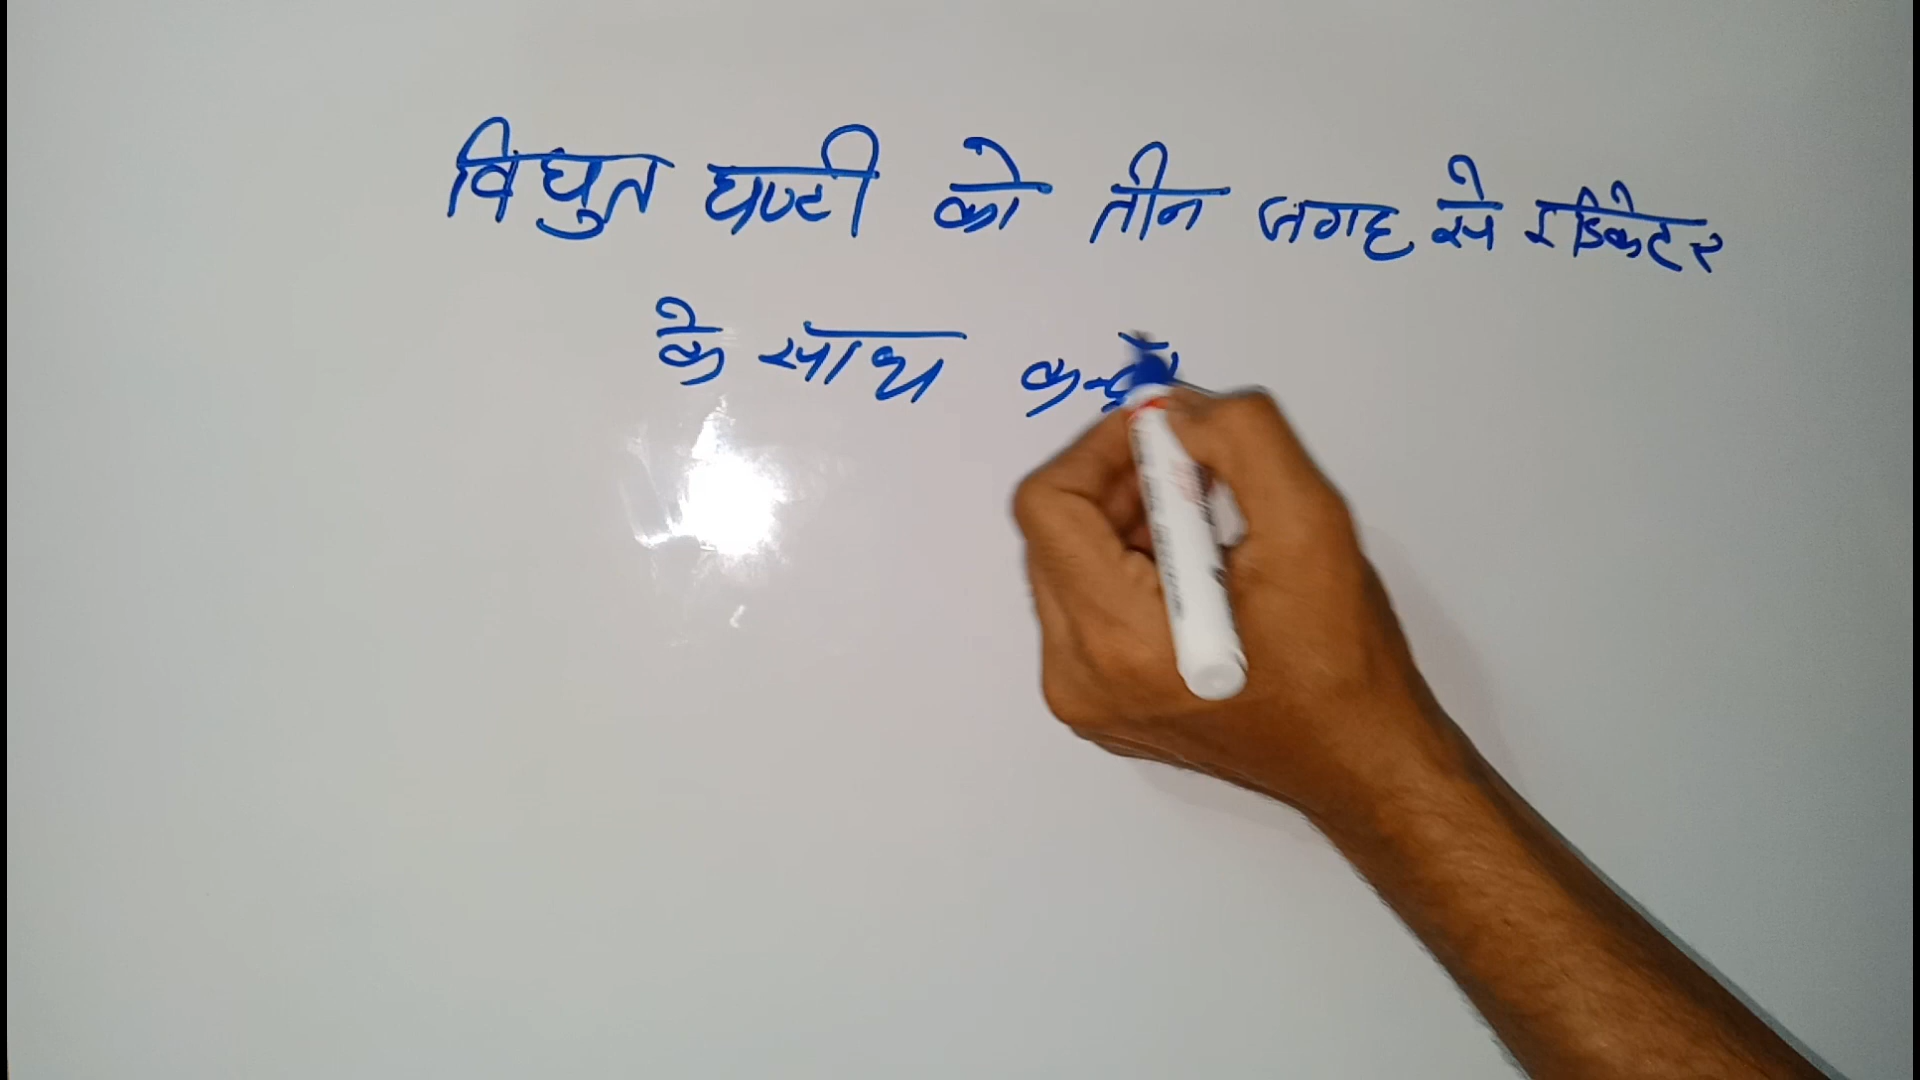 विधुत घण्टी को तीन जगह से इंडिकेटर
के साथ